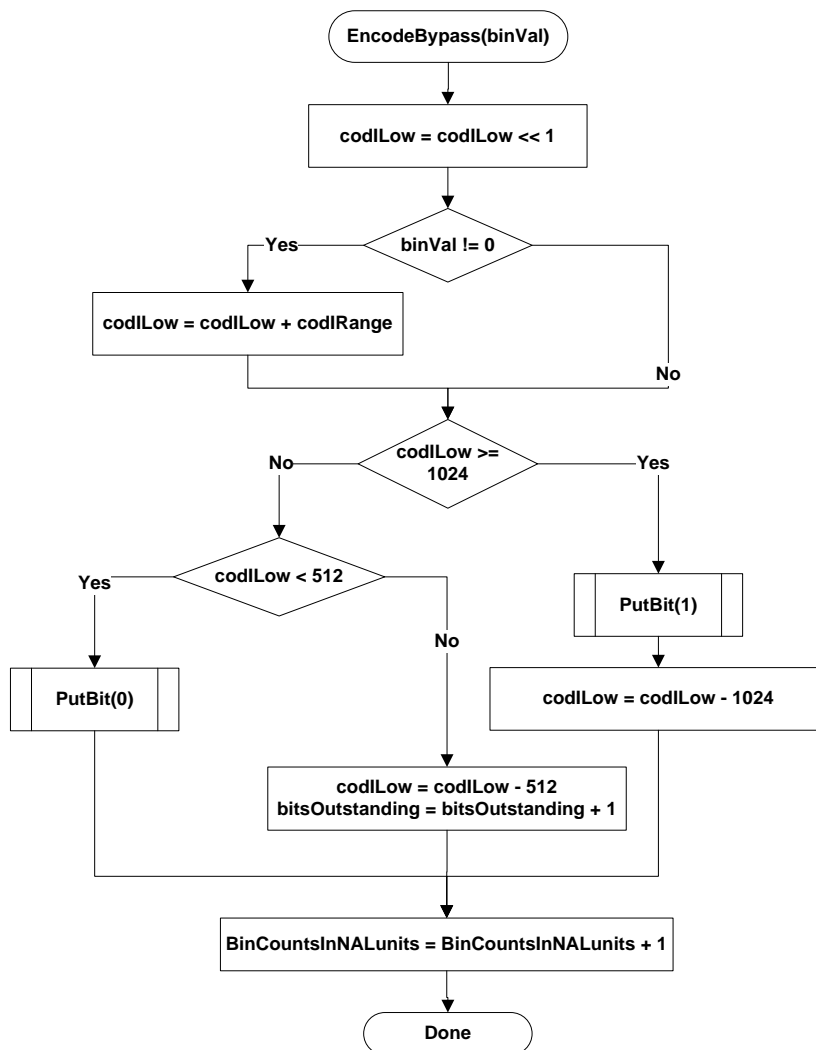 EncodeBypass(binVal)
codILow = codILow << 1
Yes
binVal != 0
codILow = codILow + codIRange
No
codILow >=
1024
No
Yes
codILow < 512
Yes
No
PutBit(1)
PutBit(0)
codILow = codILow - 1024
codILow = codILow - 512
bitsOutstanding = bitsOutstanding + 1
BinCountsInNALunits = BinCountsInNALunits + 1
Done